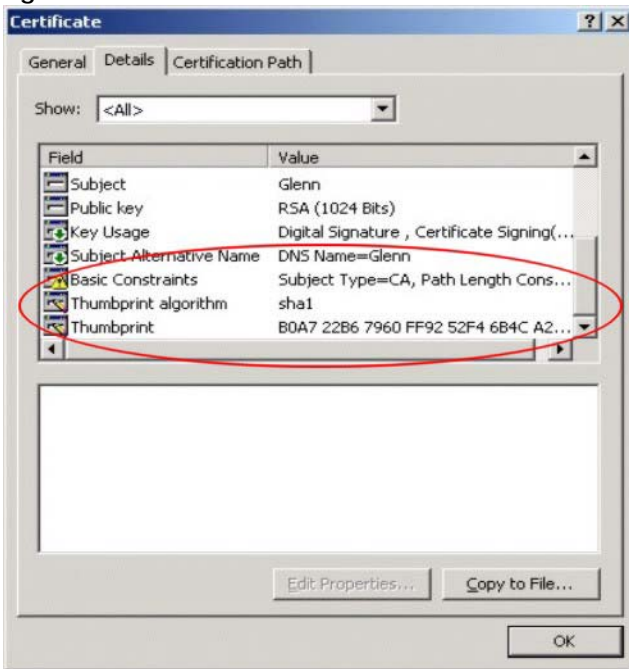 Certificate
General Details Certification Path
Show: <All>
Field Value
Subject Glenn
Public key RSA (1024 Bits)
Key Usage Digital Signature , Certificate Signing(...
Subject Alternative Name DNS Name=Glenn
Basic Constraints Subject Type=CA, Path Length Cons...
Thumbprint algorithm sha1
Thumbprint B0A7 22B6 7960 FF92 52F4 6B4C A2...
Edit Properties... Copy to File...
OK